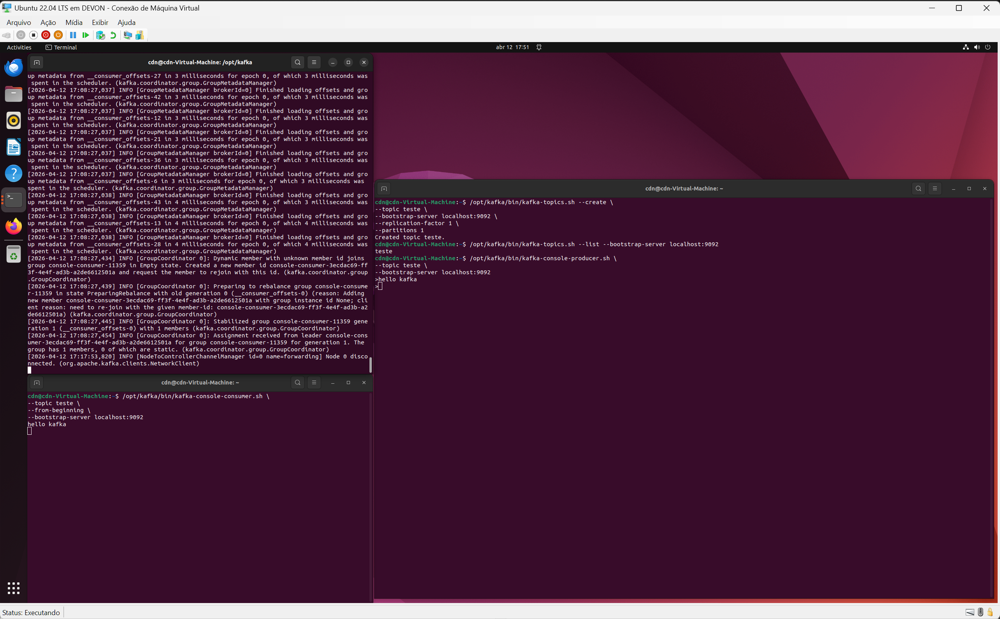 Ubuntu 22.04 LTS em DEVON - Conexão de Máquina Virtual
Arquivo Ação Mídia Exibir Ajuda
Activities Terminal abr 12 17:51
cdn@cdn-Virtual-Machine: /opt/kafka
up metadata from __consumer_offsets-27 in 3 milliseconds for epoch 0, of which 3 milliseconds was
spent in the scheduler. (kafka.coordinator.group.GroupMetadataManager)
[2026-04-12 17:08:27,037] INFO [GroupMetadataManager brokerId=0] Finished loading offsets and gro
up metadata from __consumer_offsets-42 in 3 milliseconds for epoch 0, of which 3 milliseconds was
spent in the scheduler. (kafka.coordinator.group.GroupMetadataManager)
[2026-04-12 17:08:27,037] INFO [GroupMetadataManager brokerId=0] Finished loading offsets and gro
up metadata from __consumer_offsets-12 in 3 milliseconds for epoch 0, of which 3 milliseconds was
spent in the scheduler. (kafka.coordinator.group.GroupMetadataManager)
[2026-04-12 17:08:27,037] INFO [GroupMetadataManager brokerId=0] Finished loading offsets and gro
up metadata from __consumer_offsets-21 in 3 milliseconds for epoch 0, of which 3 milliseconds was
spent in the scheduler. (kafka.coordinator.group.GroupMetadataManager)
[2026-04-12 17:08:27,037] INFO [GroupMetadataManager brokerId=0] Finished loading offsets and gro
up metadata from __consumer_offsets-36 in 3 milliseconds for epoch 0, of which 3 milliseconds was
spent in the scheduler. (kafka.coordinator.group.GroupMetadataManager)
[2026-04-12 17:08:27,037] INFO [GroupMetadataManager brokerId=0] Finished loading offsets and gro
up metadata from __consumer_offsets-6 in 3 milliseconds for epoch 0, of which 3 milliseconds was
spent in the scheduler. (kafka.coordinator.group.GroupMetadataManager)
[2026-04-12 17:08:27,038] INFO [GroupMetadataManager brokerId=0] Finished loading offsets and gro
up metadata from __consumer_offsets-43 in 4 milliseconds for epoch 0, of which 3 milliseconds was
spent in the scheduler. (kafka.coordinator.group.GroupMetadataManager)
[2026-04-12 17:08:27,038] INFO [GroupMetadataManager brokerId=0] Finished loading offsets and gro
up metadata from __consumer_offsets-13 in 4 milliseconds for epoch 0, of which 4 milliseconds was
spent in the scheduler. (kafka.coordinator.group.GroupMetadataManager)
[2026-04-12 17:08:27,038] INFO [GroupMetadataManager brokerId=0] Finished loading offsets and gro
up metadata from __consumer_offsets-28 in 4 milliseconds for epoch 0, of which 4 milliseconds was
spent in the scheduler. (kafka.coordinator.group.GroupMetadataManager)
[2026-04-12 17:08:27,434] INFO [GroupCoordinator 0]: Dynamic member with unknown member id joins
group console-consumer-11359 in Empty state. Created a new member id console-consumer-3ecdac69-ff
3f-4e4f-ad3b-a2de6612501a and request the member to rejoin with this id. (kafka.coordinator.group
.GroupCoordinator)
[2026-04-12 17:08:27,439] INFO [GroupCoordinator 0]: Preparing to rebalance group console-consume
r-11359 in state PreparingRebalance with old generation 0 (__consumer_offsets-0) (reason: Adding
new member console-consumer-3ecdac69-ff3f-4e4f-ad3b-a2de6612501a with group instance id None; cli
ent reason: need to re-join with the given member-id: console-consumer-3ecdac69-ff3f-4e4f-ad3b-a2
de6612501a) (kafka.coordinator.group.GroupCoordinator)
[2026-04-12 17:08:27,445] INFO [GroupCoordinator 0]: Stabilized group console-consumer-11359 gene
ration 1 (__consumer_offsets-0) with 1 members (kafka.coordinator.group.GroupCoordinator)
[2026-04-12 17:08:27,454] INFO [GroupCoordinator 0]: Assignment received from leader console-cons
umer-3ecdac69-ff3f-4e4f-ad3b-a2de6612501a for group console-consumer-11359 for generation 1. The
group has 1 members, 0 of which are static. (kafka.coordinator.group.GroupCoordinator)
[2026-04-12 17:17:53,820] INFO [NodeToControllerChannelManager id=0 name=forwarding] Node 0 disco
nnected. (org.apache.kafka.clients.NetworkClient)
cdn@cdn-Virtual-Machine: ~
cdn@cdn-Virtual-Machine:~$ /opt/kafka/bin/kafka-topics.sh --create \
--topic teste \
--bootstrap-server localhost:9092 \
--replication-factor 1 \
--partitions 1
Created topic teste.
cdn@cdn-Virtual-Machine:~$ /opt/kafka/bin/kafka-topics.sh --list --bootstrap-server localhost:9092
teste
cdn@cdn-Virtual-Machine:~$ /opt/kafka/bin/kafka-console-producer.sh \
--topic teste \
--bootstrap-server localhost:9092
>hello kafka
>
cdn@cdn-Virtual-Machine: ~
cdn@cdn-Virtual-Machine:~$ /opt/kafka/bin/kafka-console-consumer.sh \
--topic teste \
--from-beginning \
--bootstrap-server localhost:9092
hello kafka
Status: Executando